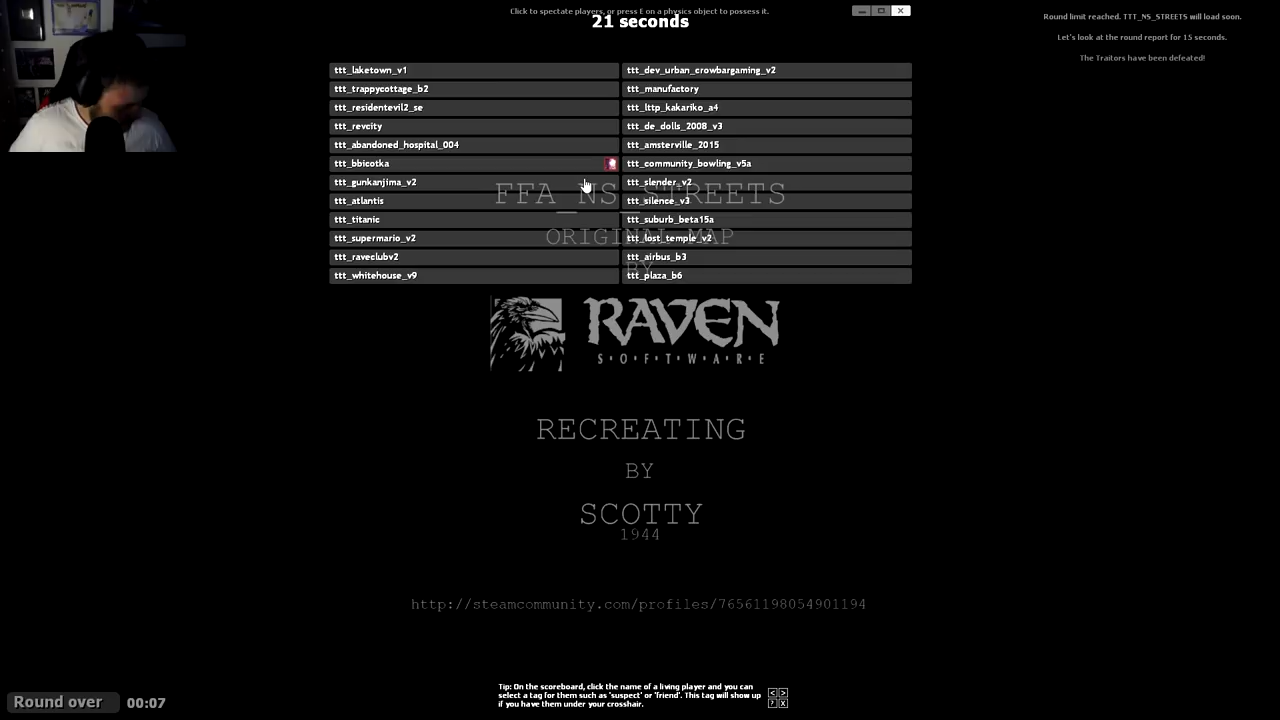 Click to spectate players, or press E on a physics object to possess it.
21 seconds
Round limit reached. TTT_NS_STREETS will load soon.
Let's look at the round report for 15 seconds.
The Traitors have been defeated!
ttt_laketown_v1
ttt_dev_urban_crowbargaming_v2
ttt_trappycottage_b2
ttt_manufactory
ttt_residentevil2_se
ttt_lttp_kakariko_a4
ttt_revcity
ttt_de_dolls_2008_v3
ttt_abandoned_hospital_004
ttt_amsterville_2015
ttt_bbicotka
ttt_community_bowling_v5a
ttt_gunkanjima_v2
ttt_slender_v2
FFA_NS_STREETS
ttt_atlantis
ttt_silence_v3
ttt_titanic
ttt_suburb_beta15a
ttt_supermario_v2
ttt_lost_temple_v2
ORIGINAL MAP
ttt_raveclubv2
ttt_airbus_b3
BY
ttt_whitehouse_v9
ttt_plaza_b6
RAVEN
S·O·F·T·W·A·R·E
RECREATING
BY
SCOTTY
1944
http://steamcommunity.com/profiles/76561198054901194
Tip: On the scoreboard, click the name of a living player and you can
select a tag for them such as 'suspect' or 'friend'. This tag will show up
if you have them under your crosshair.
Round over 00:07